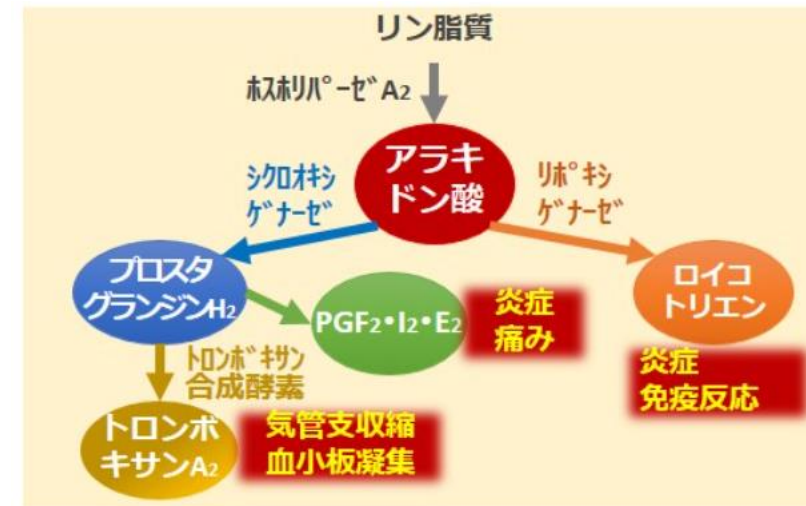 リン脂質
ﾎｽﾎﾘﾊﾟｰｾﾞA₂
アラキ
ドン酸
ｼｸﾛｵｷｼ
ｹﾞﾅｰｾﾞ
ﾘﾎﾟｷｼ
ｹﾞﾅｰｾﾞ
プロスタ
グランジンH₂
PGF₂•I₂•E₂
炎症
痛み
ロイコ
トリエン
炎症
免疫反応
ﾄﾛﾝﾎﾞｷサン
合成酵素
トロンボ
キサンA₂
気管支収縮
血小板凝集